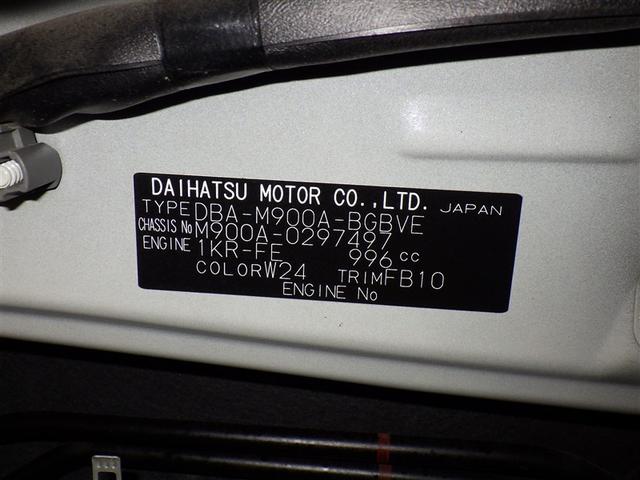 DAIHATSU MOTOR CO.,LTD. JAPAN
TYPE DBA-M900A-BGBVE
CHASSIS No M900A-0297497
ENGINE 1KR-FE 996 cc
COLOR W24 TRIM FB10
ENGINE No